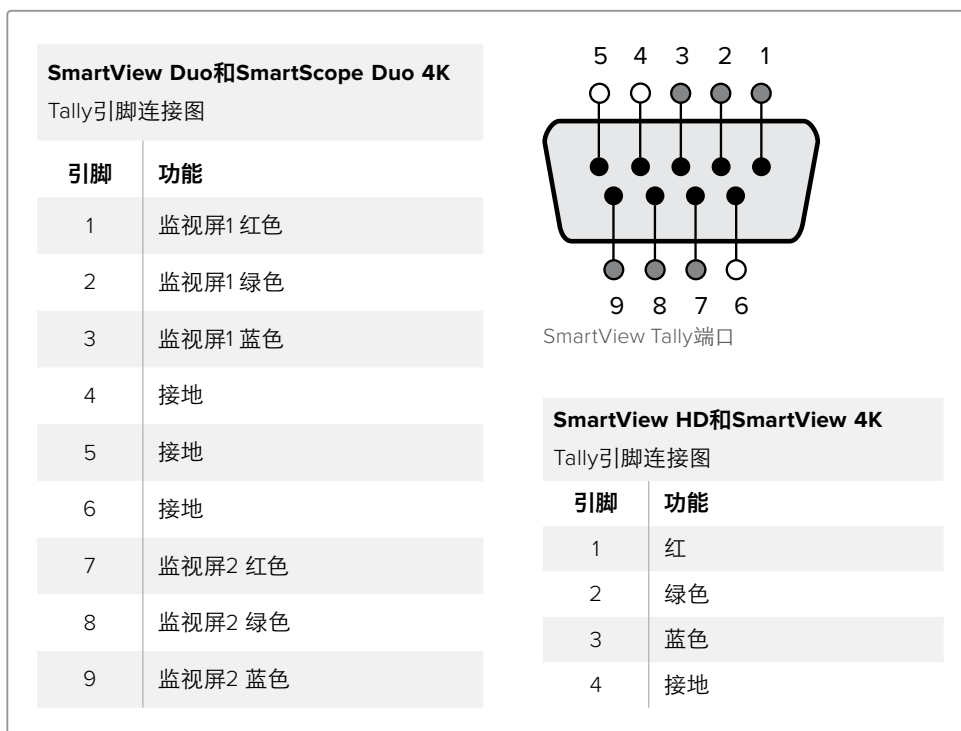 SmartView Duo和SmartScope Duo 4K
Tally引脚连接图
引脚 功能
1 监视屏1 红色
2 监视屏1 绿色
3 监视屏1 蓝色
4 接地
5 接地
6 接地
7 监视屏2 红色
8 监视屏2 绿色
9 监视屏2 蓝色
5 4 3 2 1
9 8 7 6
SmartView Tally端口
SmartView HD和SmartView 4K
Tally引脚连接图
引脚 功能
1 红
2 绿色
3 蓝色
4 接地